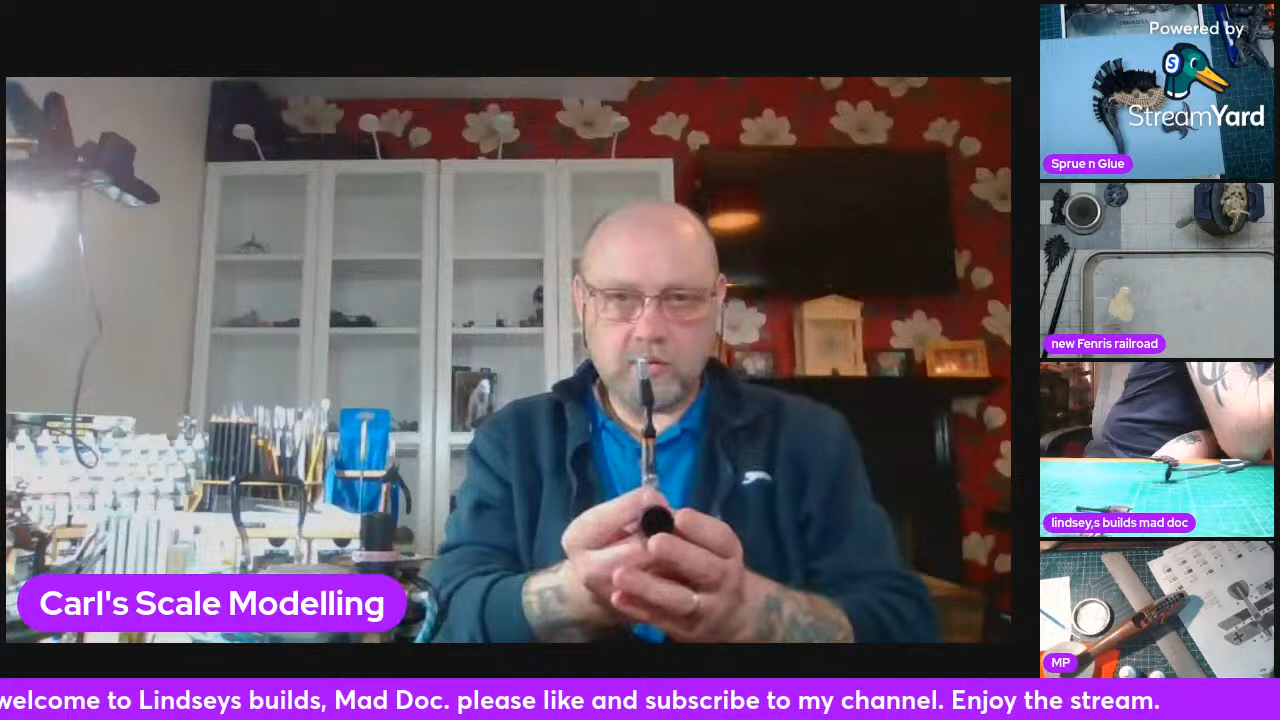 Powered by
StreamYard
Sprue n Glue
new Fenris railroad
lindsey,s builds mad doc
MP
Carl's Scale Modelling
welcome to Lindseys builds, Mad Doc. please like and subscribe to my channel. Enjoy the stream.